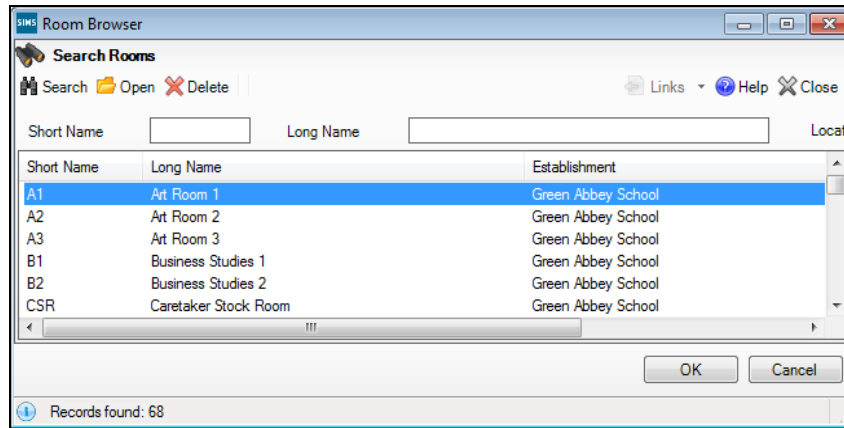 SIMS Room Browser
Search Rooms
Search Open Delete Links Help Close
Short Name Long Name Locat
Short Name Long Name Establishment
A1 Art Room 1 Green Abbey School
A2 Art Room 2 Green Abbey School
A3 Art Room 3 Green Abbey School
B1 Business Studies 1 Green Abbey School
B2 Business Studies 2 Green Abbey School
CSR Caretaker Stock Room Green Abbey School
OK Cancel
Records found: 68